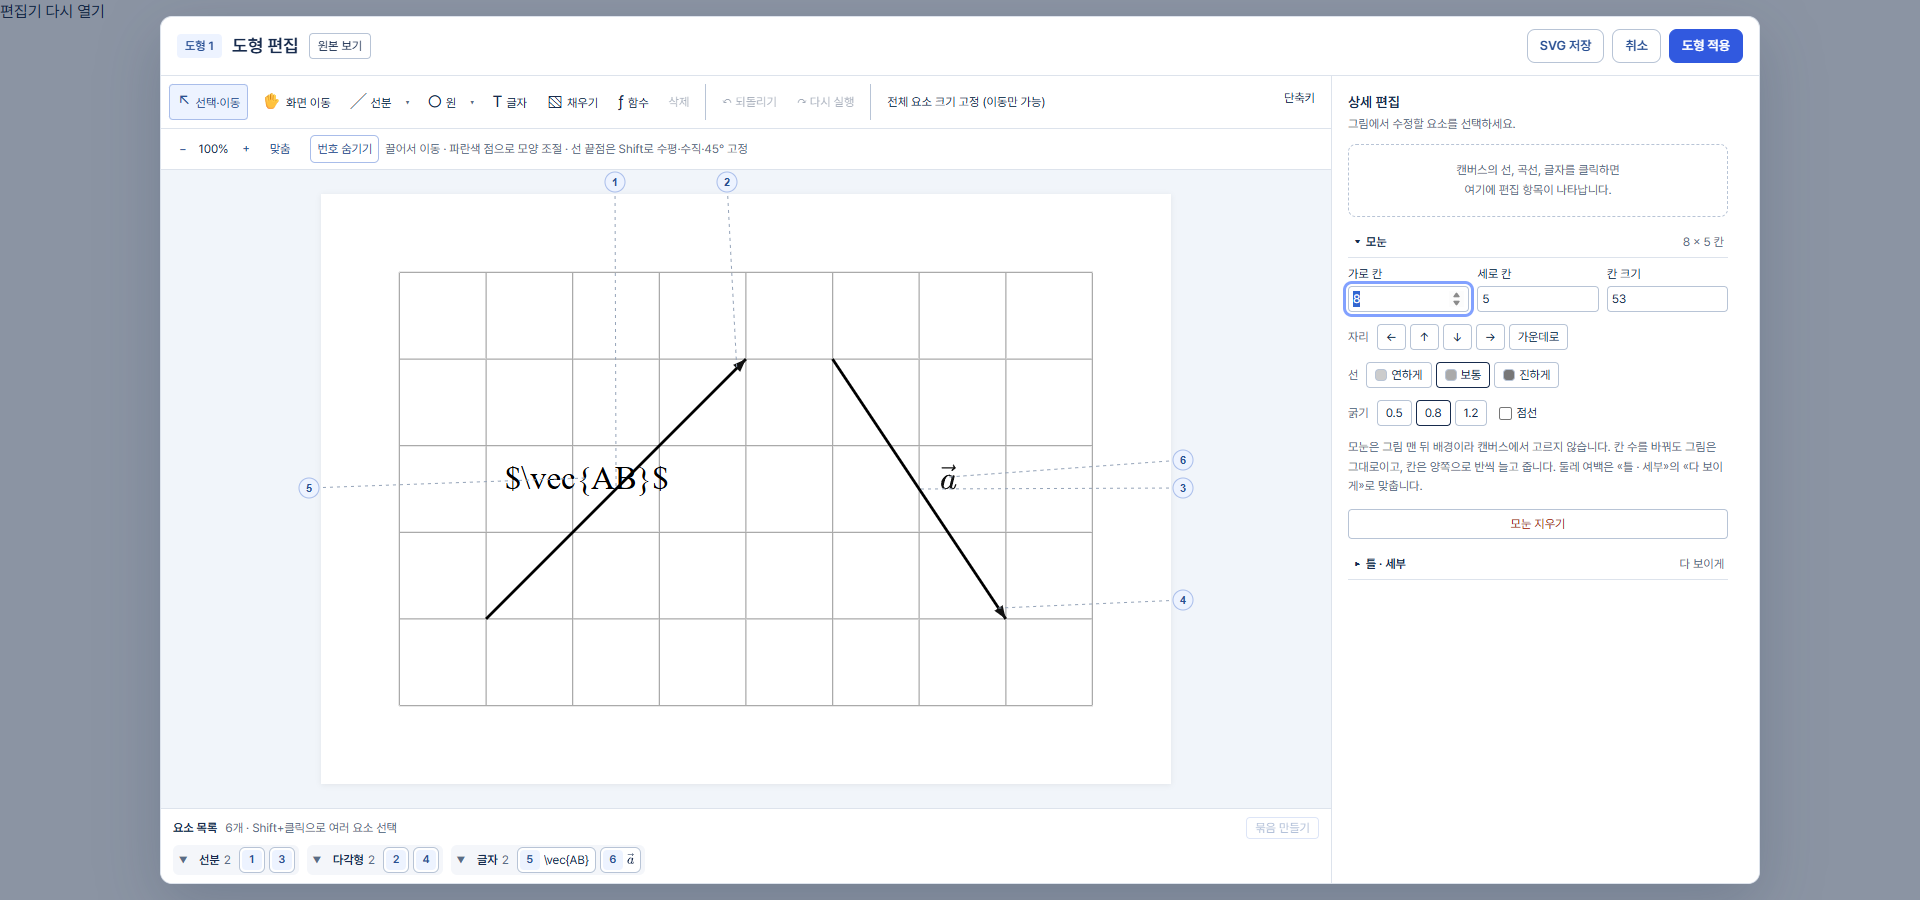 편집기 다시 열기
도형 1 도형 편집 원본 보기 SVG 저장 취소 도형 적용
선택·이동 화면 이동 선분 원 T 글자 채우기 ƒ 함수 삭제 되돌리기 다시 실행 전체 요소 크기 고정 (이동만 가능) 단축키
− 100% + 맞춤 번호 숨기기 끌어서 이동 · 파란색 점으로 모양 조절 · 선 끝점은 Shift로 수평·수직·45° 고정
1 2
$\vec{AB}$
5
a⃗
6
3
4
요소 목록 6개 · Shift+클릭으로 여러 요소 선택 묶음 만들기
▼ 선분 2 1 3 ▼ 다각형 2 2 4 ▼ 글자 2 5 \vec{AB} 6 a⃗
상세 편집
그림에서 수정할 요소를 선택하세요.
캔버스의 선, 곡선, 글자를 클릭하면
여기에 편집 항목이 나타납니다.
▼ 모눈 8 × 5 칸
가로 칸 세로 칸 칸 크기
8 5 53
자리 ← ↑ ↓ → 가운데로
선 연하게 보통 진하게
굵기 0.5 0.8 1.2 점선
모눈은 그림 맨 뒤 배경이라 캔버스에서 고르지 않습니다. 칸 수를 바꿔도 그림은
그대로이고, 칸은 양쪽으로 반씩 늘고 줍니다. 둘레 여백은 «틀 · 세부»의 «다 보이
게»로 맞춥니다.
모눈 지우기
▸ 틀 · 세부 다 보이게